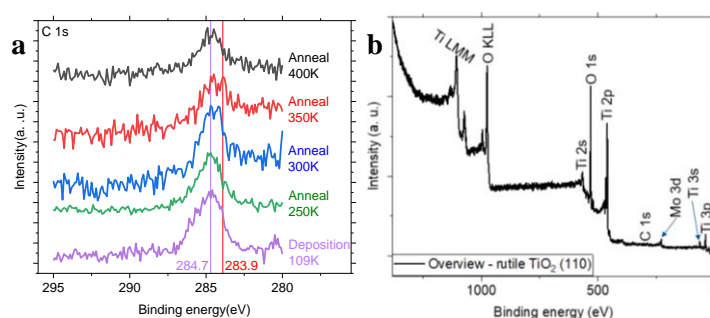 a
C 1s
Intensity(a. u.)
Anneal
400K
Anneal
350K
Anneal
300K
Anneal
250K
Deposition
109K
284.7
283.9
295
290
285
280
Binding energy(eV)
b
Intensity (a. u.)
Ti LMM
O KLL
Ti 2s
O 1s
Ti 2p
C 1s
Mo 3d
Ti 3s
Ti 3p
Overview - rutile TiO₂ (110)
1000
500
Binding energy (eV)